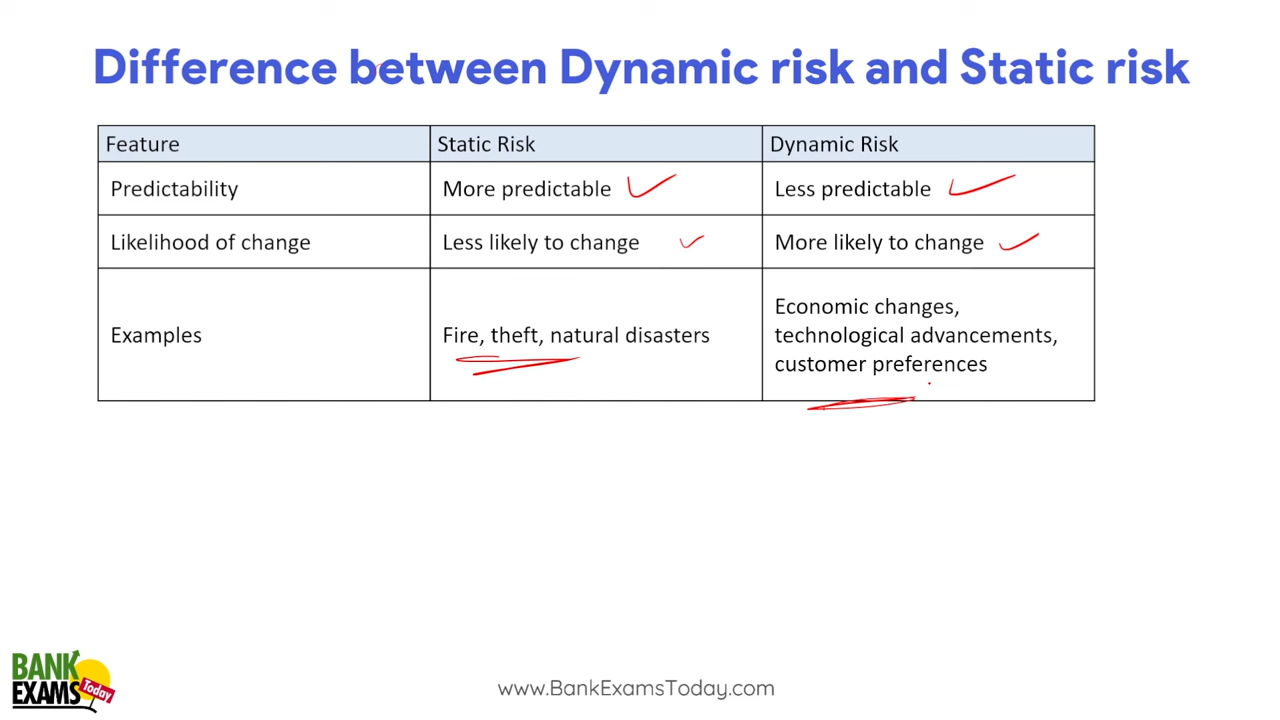 Difference between Dynamic risk and Static risk
Feature
Static Risk
Dynamic Risk
Predictability
More predictable
Less predictable
Likelihood of change
Less likely to change
More likely to change
Examples
Fire, theft, natural disasters
Economic changes,
technological advancements,
customer preferences
BANK
EXAMS
Today
www.BankExamsToday.com